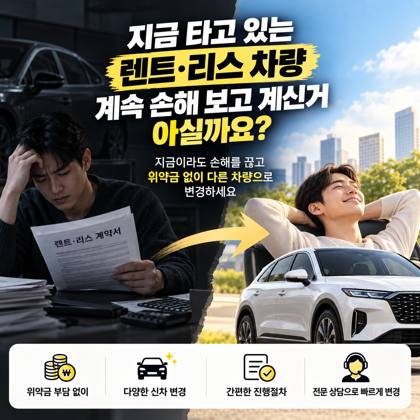 지금 타고 있는
렌트·리스 차량
계속 손해 보고 계신거
아실까요?
지금이라도 손해를 끊고
위약금 없이 다른 차량으로
변경하세요
렌트·리스 계약서
위약금 부담 없이
다양한 신차 변경
간편한 진행절차
전문 상담으로 빠르게 변경